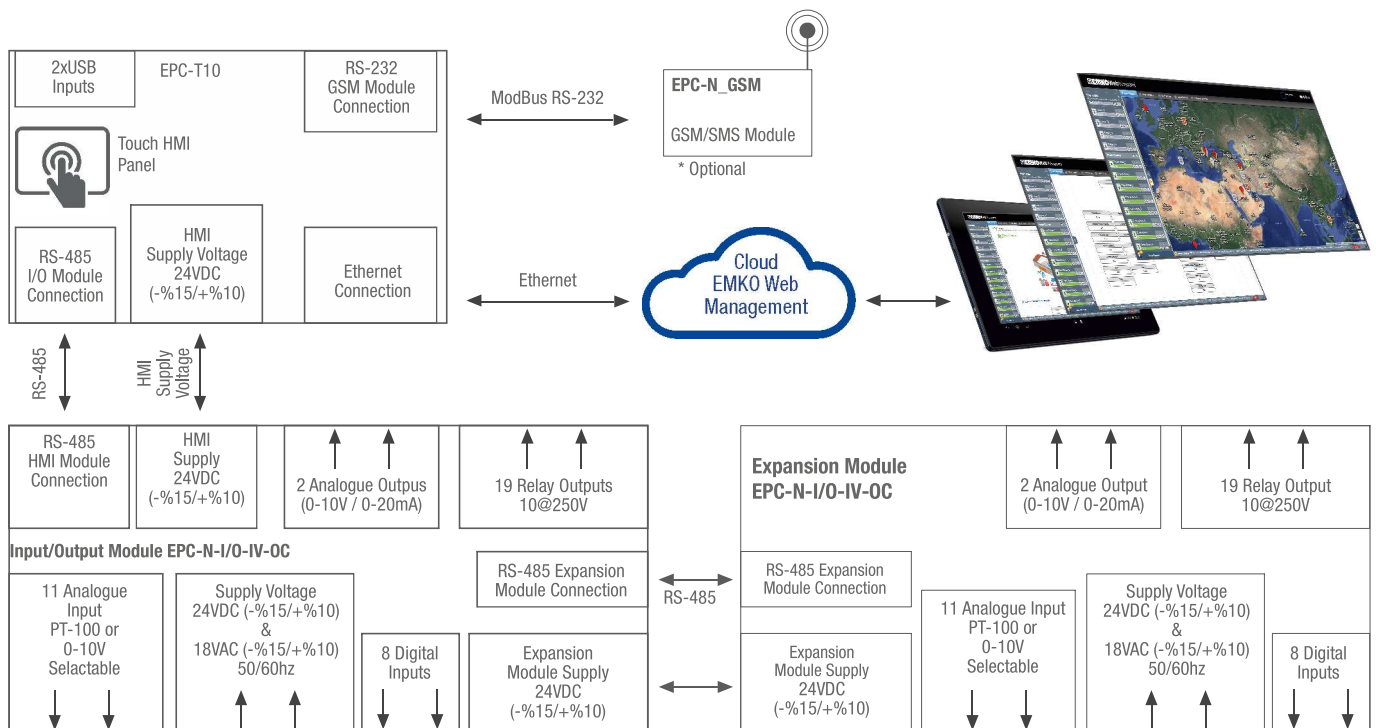 2xUSB
Inputs
EPC-T10
RS-232
GSM Module
Connection
Touch HMI
Panel
RS-485
I/O Module
Connection
HMI
Supply Voltage
24VDC
(-%15/+%10)
Ethernet
Connection
ModBus RS-232
EPC-N_GSM
GSM/SMS Module
* Optional
Ethernet
Cloud
EMKO Web
Management
RS-485
HMI
Supply
Voltage
RS-485
HMI Module
Connection
HMI
Supply
24VDC
(-%15/+%10)
2 Analogue Outpus
(0-10V / 0-20mA)
19 Relay Outputs
10@250V
Input/Output Module EPC-N-I/O-IV-OC
11 Analogue
Input
PT-100 or
0-10V
Selectable
Supply Voltage
24VDC (-%15/+%10)
&
18VAC (-%15/+%10)
50/60hz
8 Digital
Inputs
RS-485 Expansion
Module Connection
Expansion
Module Supply
24VDC
(-%15/+%10)
RS-485
Expansion Module
EPC-N-I/O-IV-OC
2 Analogue Output
(0-10V / 0-20mA)
19 Relay Output
10@250V
RS-485 Expansion
Module Connection
Expansion
Module Supply
24VDC
(-%15/+%10)
11 Analogue Input
PT-100 or
0-10V
Selectable
Supply Voltage
24VDC (-%15/+%10)
&
18VAC (-%15/+%10)
50/60hz
8 Digital
Inputs